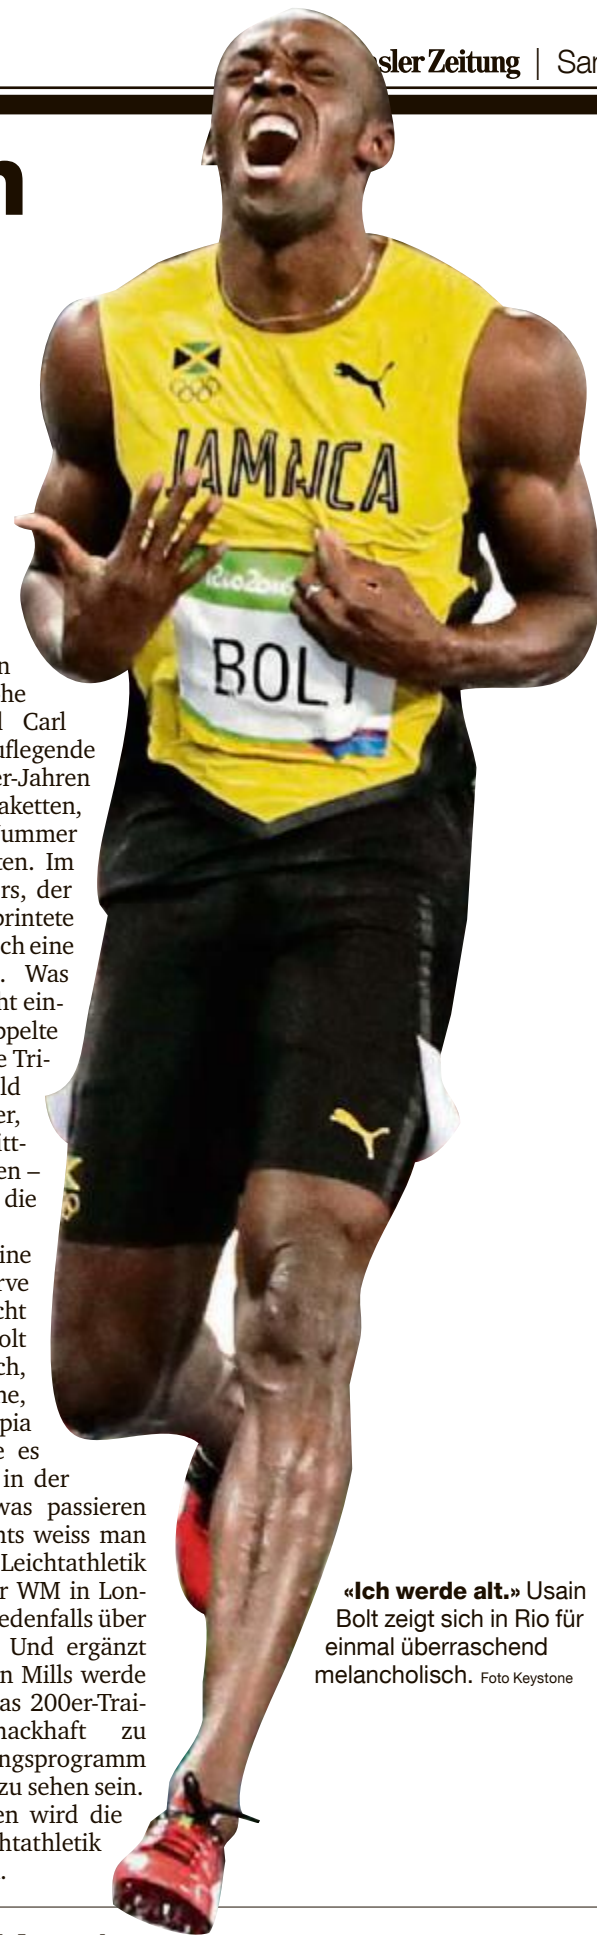 sler Zeitung | Sa
n
JAMAICA
Rio2016
BOLT
n
he
l Carl
uflegende
er-Jahren
aketten,
ummer
ten. Im
rs, der
printete
ch eine
. Was
nt ein-
ppelte
e Tri-
ld
er,
itt-
en –
die
ine
rve
cht
olt
ch,
ne,
pia
e es
in der
was passieren
nts weiss man
Leichtathletik
r WM in Lon-
edenfalls über
Und ergänzt
n Mills werde
as 200er-Trai-
nackhaft zu
ngsprogramm
zu sehen sein.
en wird die
chtathletik
.
«Ich werde alt.» Usain
Bolt zeigt sich in Rio für
einmal überraschend
melancholisch. Foto Keystone